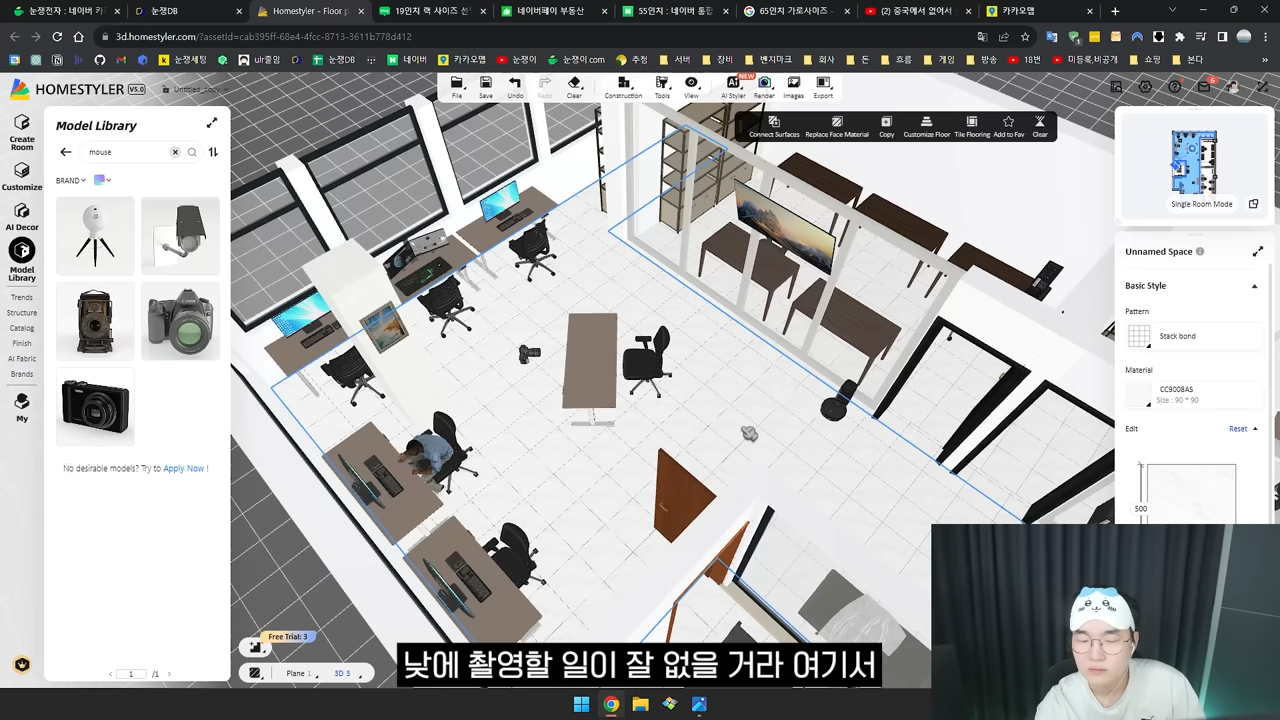 눈쟁전자 : 네이버 카
눈쟁DB
Homestyler - Floor p
19인치 랙 사이즈 선
네이버페이 부동산
55인치 : 네이버 통합
65인치 가로사이즈 -
(2) 중국에서 없어서
카카오맵
3d.homestyler.com/?assetId=cab395ff-68e4-4fcc-8713-3611b778d412
눈쟁세팅
ulr줄임
눈쟁DB
네이버
카카오맵
눈쟁이
눈쟁이.com
추첨
서버
장비
벤치마크
회사
돈
흐름
게임
방송
18번
미등록,비공개
쇼핑
본다
HOMESTYLER V5.0
Untitled_copy
File
Save
Undo
Redo
Clear
Construction
Tools
View
NEW
AI Styler
Render
Images
Export
6
Create Room
Customize
AI Decor
Model Library
Trends
Structure
Catalog
Finish
AI Fabric
Brands
My
Model Library
mouse
BRAND
No desirable models? Try to Apply Now !
1 /1
Connect Surfaces
Replace Face Material
Copy
Customize Floor
Tile Flooring
Add to Fav
Clear
Single Room Mode
Unnamed Space
Basic Style
Pattern
Stack bond
Material
CC9008AS
Size : 90 * 90
Edit
Reset
500
Free Trial: 3
Plane 1
3D 3
낮에 촬영할 일이 잘 없을 거라 여기서